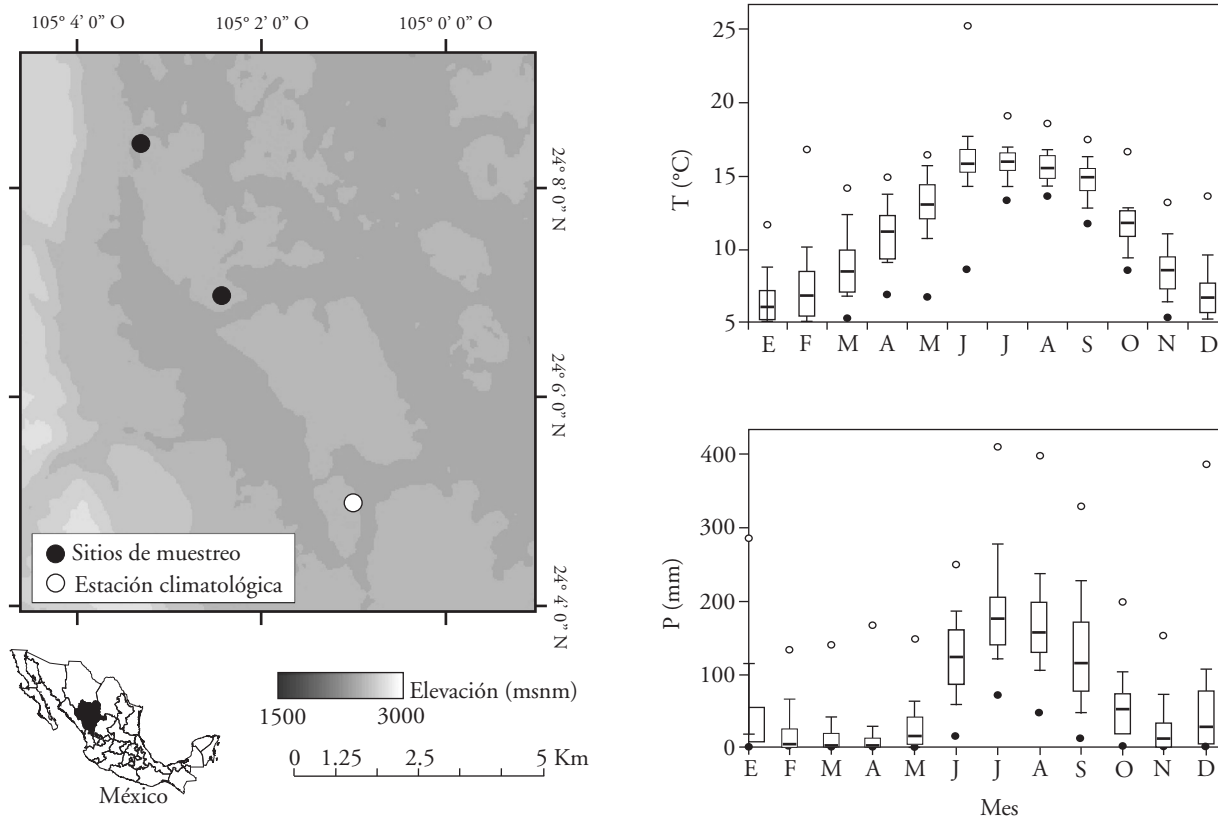 105° 4' 0" O
105° 2' 0" O
105° 0' 0" O
24° 8' 0" N
24° 6' 0" N
24° 4' 0" N
Sitios de muestreo
Estación climatológica
México
Elevación (msnm)
1500 3000
0 1.25 2.5 5 Km
T (°C)
25
20
15
10
5
E F M A M J J A S O N D
P (mm)
400
300
200
100
0
E F M A M J J A S O N D
Mes